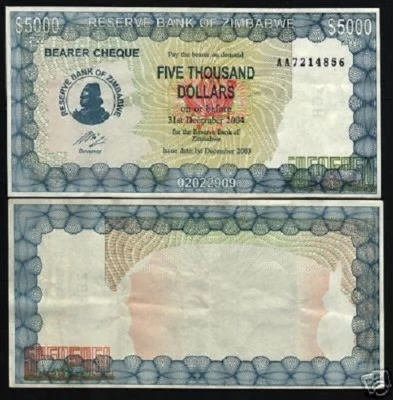 $5000 RESERVE BANK OF ZIMBABWE $5000
BEARER CHEQUE
Pay the bearer on demand
AA7214856
FIVE THOUSAND
DOLLARS
on or before
31st December 2004
for the Reserve Bank of
Zimbabwe
Issue date 1st December 2003
RESERVE BANK OF ZIMBABWE
Governor
02022909